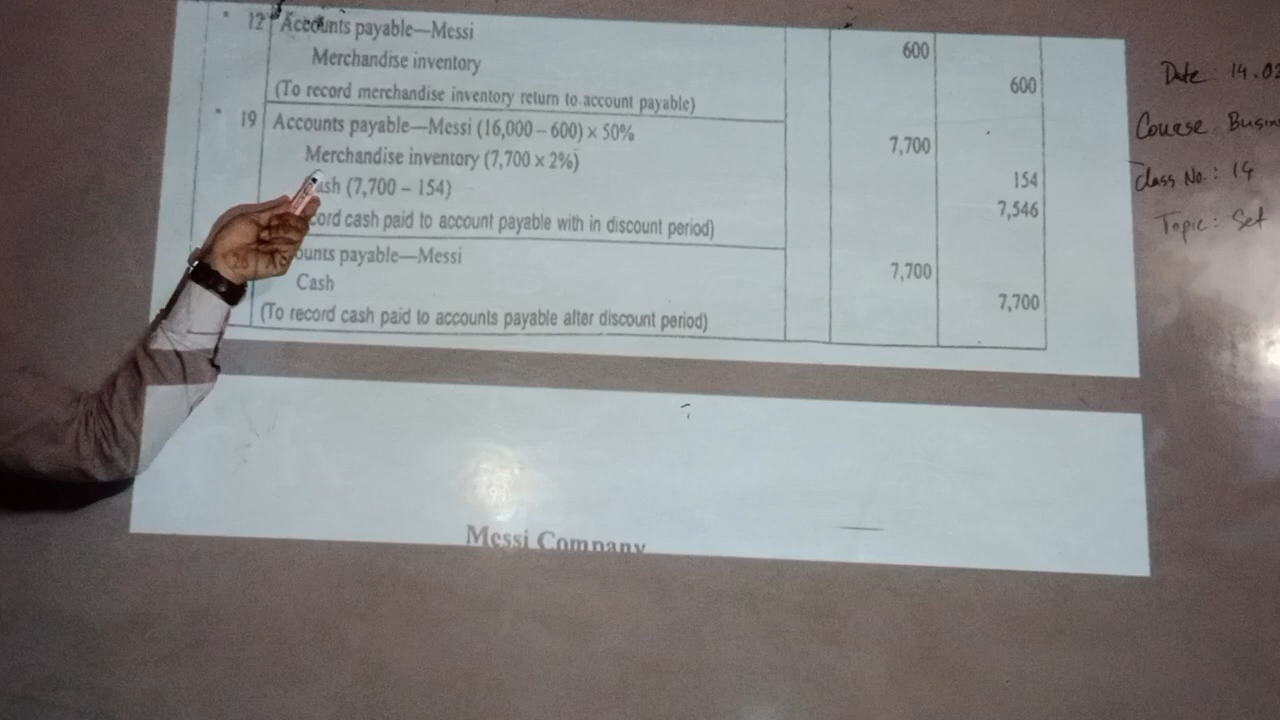 " 12 Accounts payable—Messi 600
Merchandise inventory 600
(To record merchandise inventory return to account payable)
" 19 Accounts payable—Messi (16,000 – 600) × 50% 7,700
Merchandise inventory (7,700 × 2%) 154
ash (7,700 – 154) 7,546
cord cash paid to account payable with in discount period)
ounts payable—Messi 7,700
Cash 7,700
(To record cash paid to accounts payable after discount period)
Messi Company
Date: 14.02
Course: Busin
Class No.: 14
Topic: Set